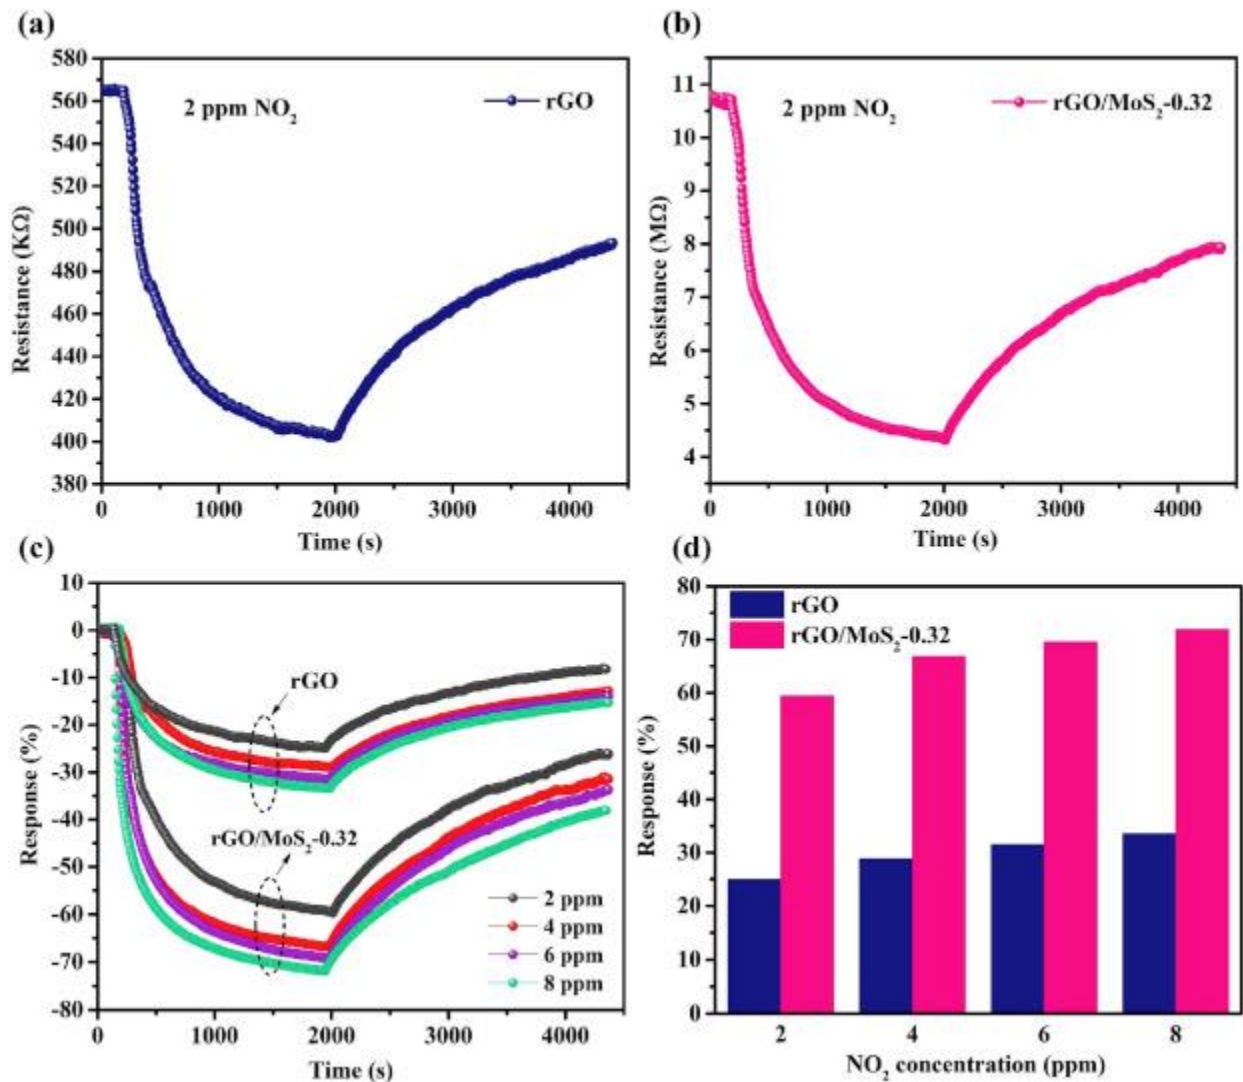 (a)
580
560
540
520
500
480
460
440
420
400
380
Resistance (KΩ)
2 ppm NO₂
rGO
0 1000 2000 3000 4000
Time (s)
(b)
11
10
9
8
7
6
5
4
Resistance (MΩ)
2 ppm NO₂
rGO/MoS₂-0.32
0 1000 2000 3000 4000
Time (s)
(c)
10
0
-10
-20
-30
-40
-50
-60
-70
-80
Response (%)
rGO
rGO/MoS₂-0.32
2 ppm
4 ppm
6 ppm
8 ppm
0 1000 2000 3000 4000
Time (s)
(d)
80
70
60
50
40
30
20
10
0
Response (%)
rGO
rGO/MoS₂-0.32
2 4 6 8
NO₂ concentration (ppm)